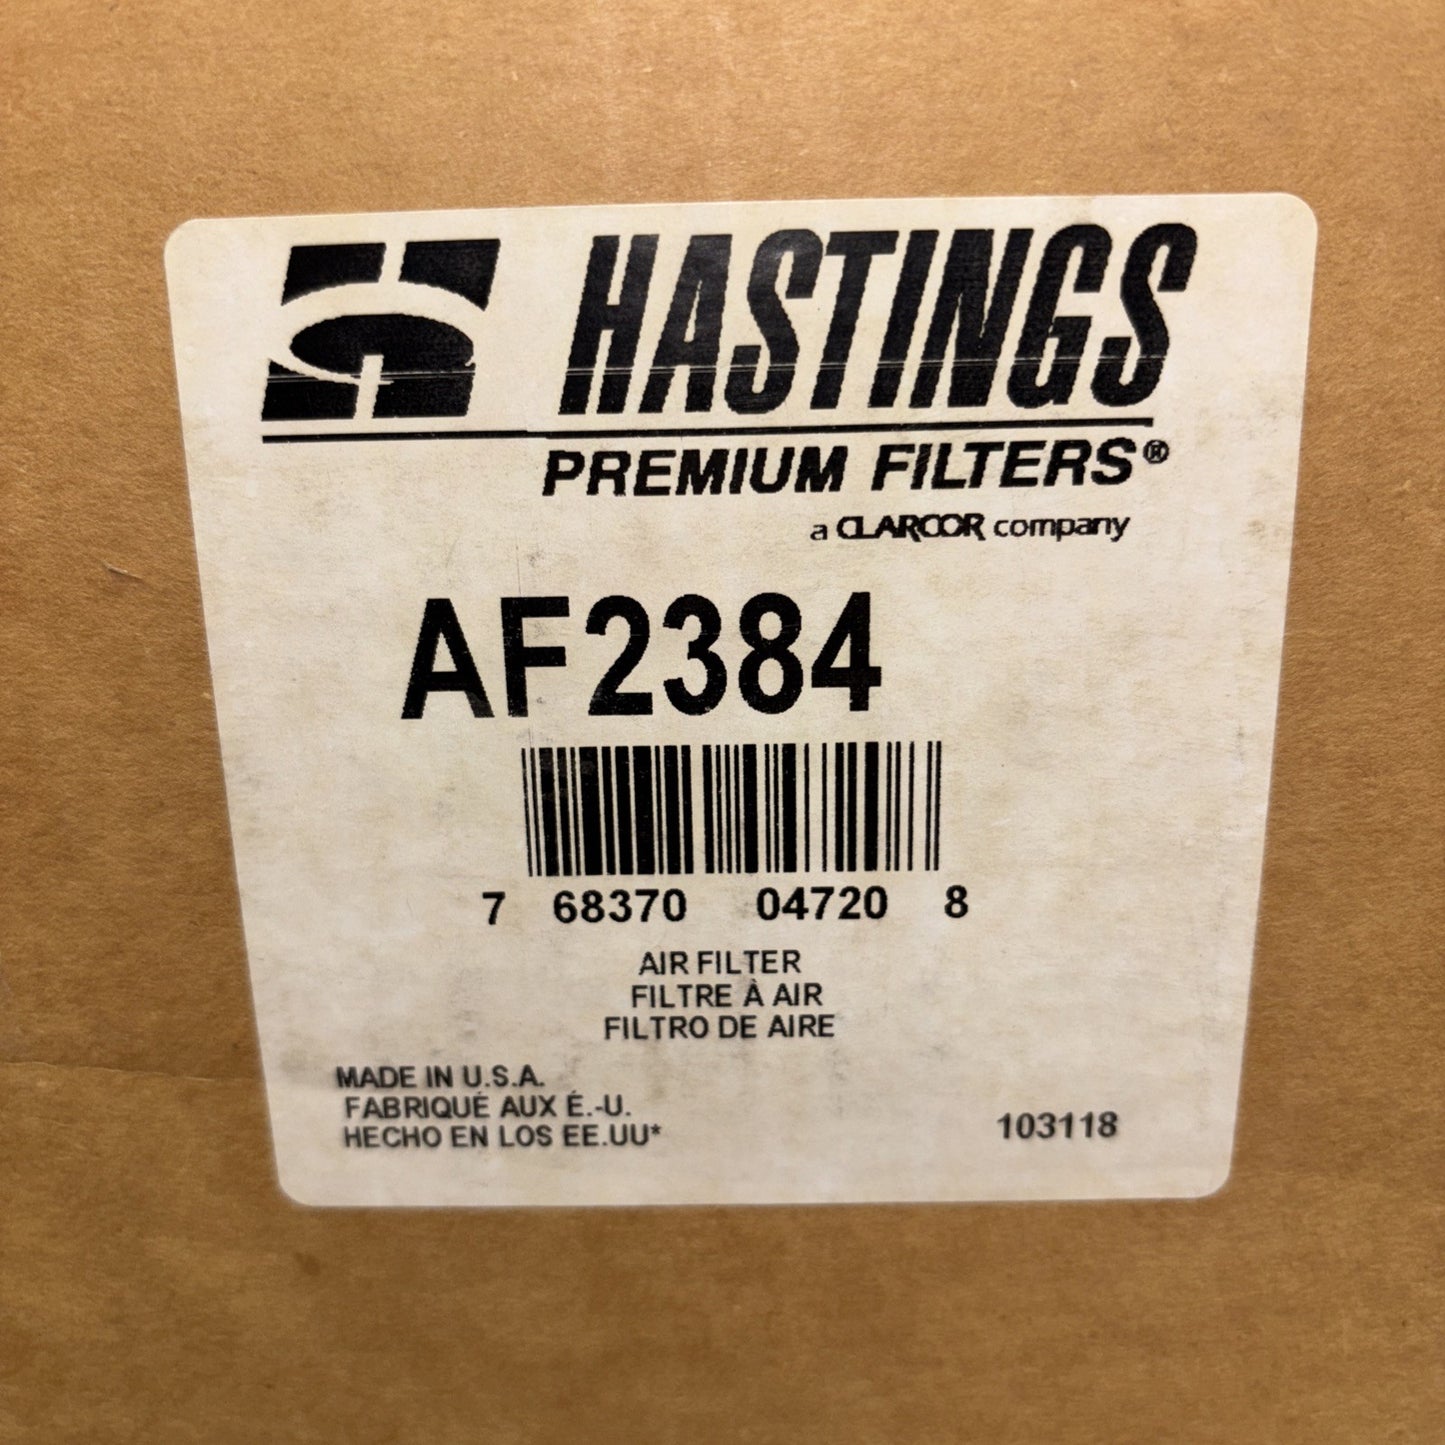 HASTINGS
PREMIUM FILTERS®
a CLARCOR company
AF2384
7 68370 04720 8
AIR FILTER
FILTRE À AIR
FILTRO DE AIRE
MADE IN U.S.A.
FABRIQUÉ AUX É.-U.
HECHO EN LOS EE.UU*
103118